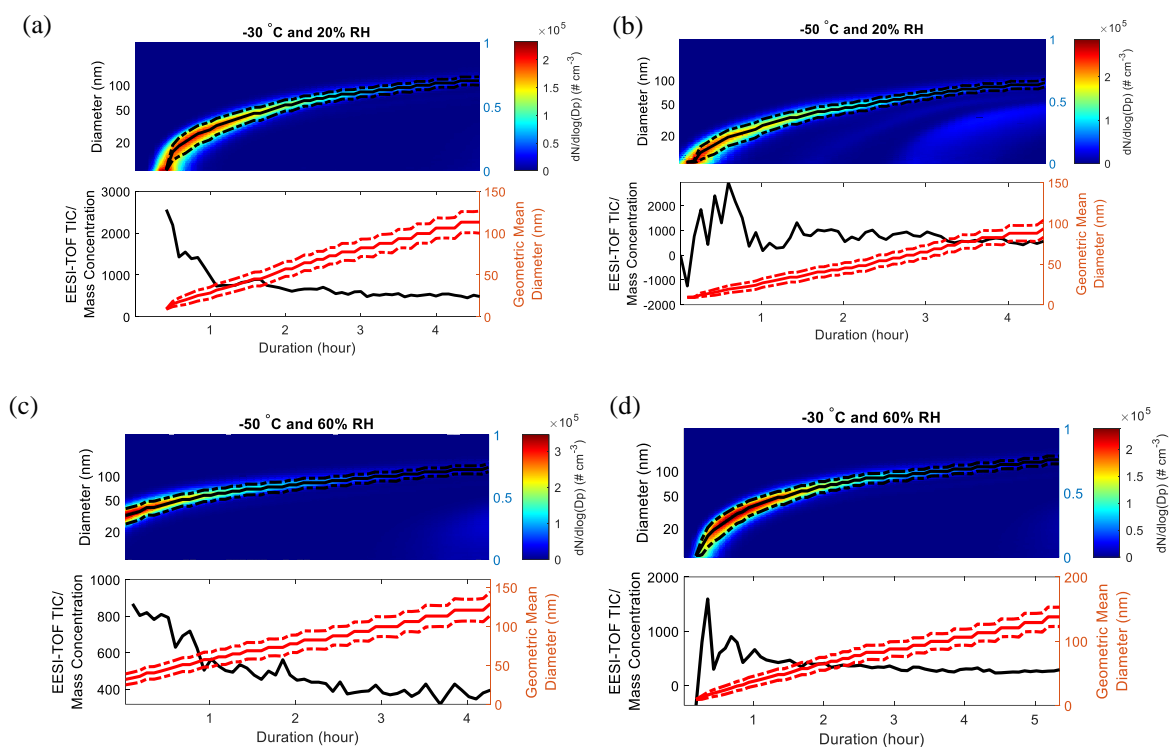 (a)
-30 °C and 20% RH
×10⁵
Diameter (nm)
100
50
20
1
0.5
0
2
1.5
1
0.5
0
dN/dlog(Dp) (# cm⁻³)
EESI-TOF TIC/
Mass Concentration
3000
2000
1000
0
150
100
50
0
Geometric Mean
Diameter (nm)
1
2
3
4
Duration (hour)
(b)
-50 °C and 20% RH
×10⁵
Diameter (nm)
100
50
20
1
0.5
0
3
2
1
0
dN/dlog(Dp) (# cm⁻³)
EESI-TOF TIC/
Mass Concentration
2000
1000
0
-1000
-2000
150
100
50
0
Geometric Mean
Diameter (nm)
1
2
3
4
Duration (hour)
(c)
-50 °C and 60% RH
×10⁵
Diameter (nm)
100
50
20
1
0.5
0
3
2
1
0
dN/dlog(Dp) (# cm⁻³)
EESI-TOF TIC/
Mass Concentration
1000
800
600
400
150
100
50
0
Geometric Mean
Diameter (nm)
1
2
3
4
Duration (hour)
(d)
-30 °C and 60% RH
×10⁵
Diameter (nm)
100
50
20
1
0.5
0
2
1.5
1
0.5
0
dN/dlog(Dp) (# cm⁻³)
EESI-TOF TIC/
Mass Concentration
2000
1000
0
200
100
0
Geometric Mean
Diameter (nm)
1
2
3
4
5
Duration (hour)